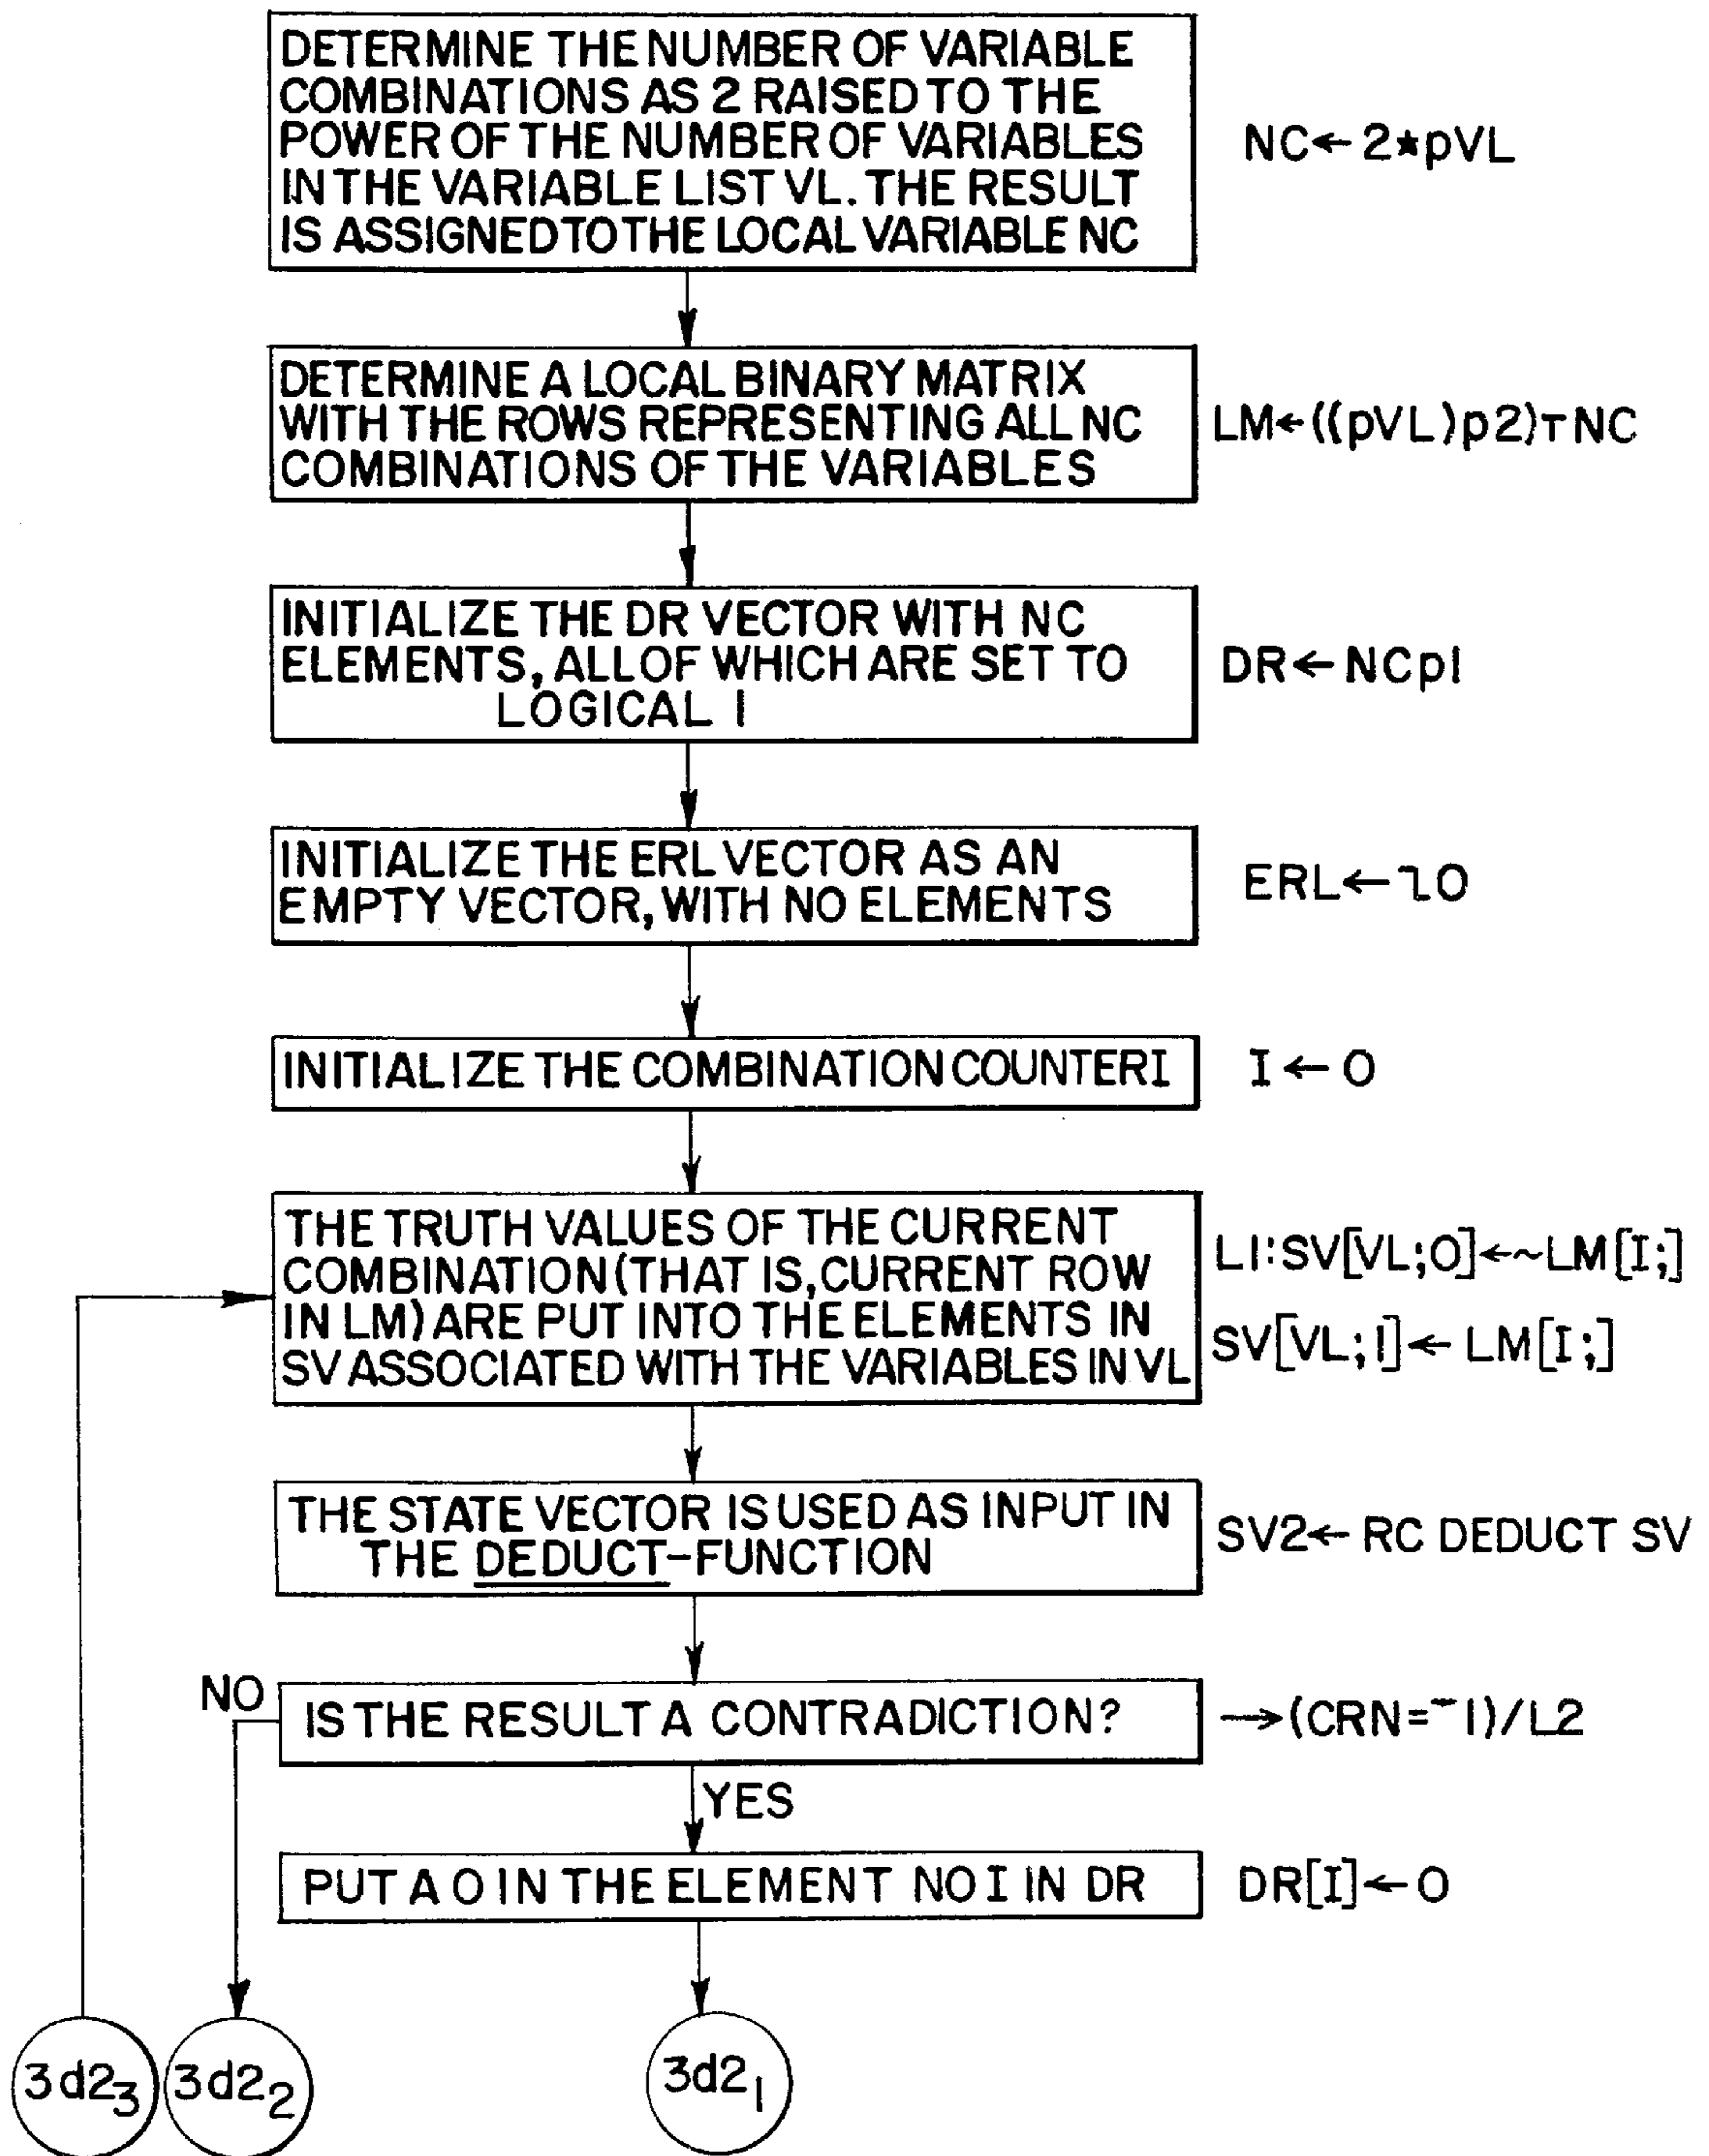 DETERMINE THE NUMBER OF VARIABLE
COMBINATIONS AS 2 RAISED TO THE
POWER OF THE NUMBER OF VARIABLES
IN THE VARIABLE LIST VL. THE RESULT
IS ASSIGNED TO THE LOCAL VARIABLE NC
NC←2*pVL
DETERMINE A LOCAL BINARY MATRIX
WITH THE ROWS REPRESENTING ALL NC
COMBINATIONS OF THE VARIABLES
LM←((pVL)p2)⊤NC
INITIALIZE THE DR VECTOR WITH NC
ELEMENTS, ALL OF WHICH ARE SET TO
LOGICAL 1
DR←NCp1
INITIALIZE THE ERL VECTOR AS AN
EMPTY VECTOR, WITH NO ELEMENTS
ERL←ɿ0
INITIALIZE THE COMBINATION COUNTER I
I←0
THE TRUTH VALUES OF THE CURRENT
COMBINATION (THAT IS, CURRENT ROW
IN LM) ARE PUT INTO THE ELEMENTS IN
SV ASSOCIATED WITH THE VARIABLES IN VL
L1:SV[VL;0]←~LM[I;]
SV[VL;1]←LM[I;]
THE STATE VECTOR IS USED AS INPUT IN
THE DEDUCT-FUNCTION
SV2←RC DEDUCT SV
NO
IS THE RESULT A CONTRADICTION?
→(CRN=¯1)/L2
YES
PUT A 0 IN THE ELEMENT NO I IN DR
DR[I]←0
3d2₃
3d2₂
3d2₁